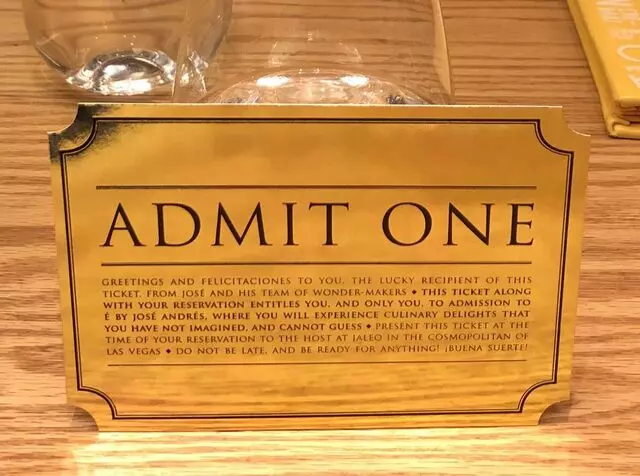 ADMIT ONE
GREETINGS AND FELICITACIONES TO YOU, THE LUCKY RECIPIENT OF THIS
TICKET, FROM JOSÉ AND HIS TEAM OF WONDER-MAKERS ◆ THIS TICKET ALONG
WITH YOUR RESERVATION ENTITLES YOU, AND ONLY YOU, TO ADMISSION TO
É BY JOSÉ ANDRÉS, WHERE YOU WILL EXPERIENCE CULINARY DELIGHTS THAT
YOU HAVE NOT IMAGINED, AND CANNOT GUESS ◆ PRESENT THIS TICKET AT THE
TIME OF YOUR RESERVATION TO THE HOST AT JALEO IN THE COSMOPOLITAN OF
LAS VEGAS ◆ DO NOT BE LATE, AND BE READY FOR ANYTHING! ¡BUENA SUERTE!